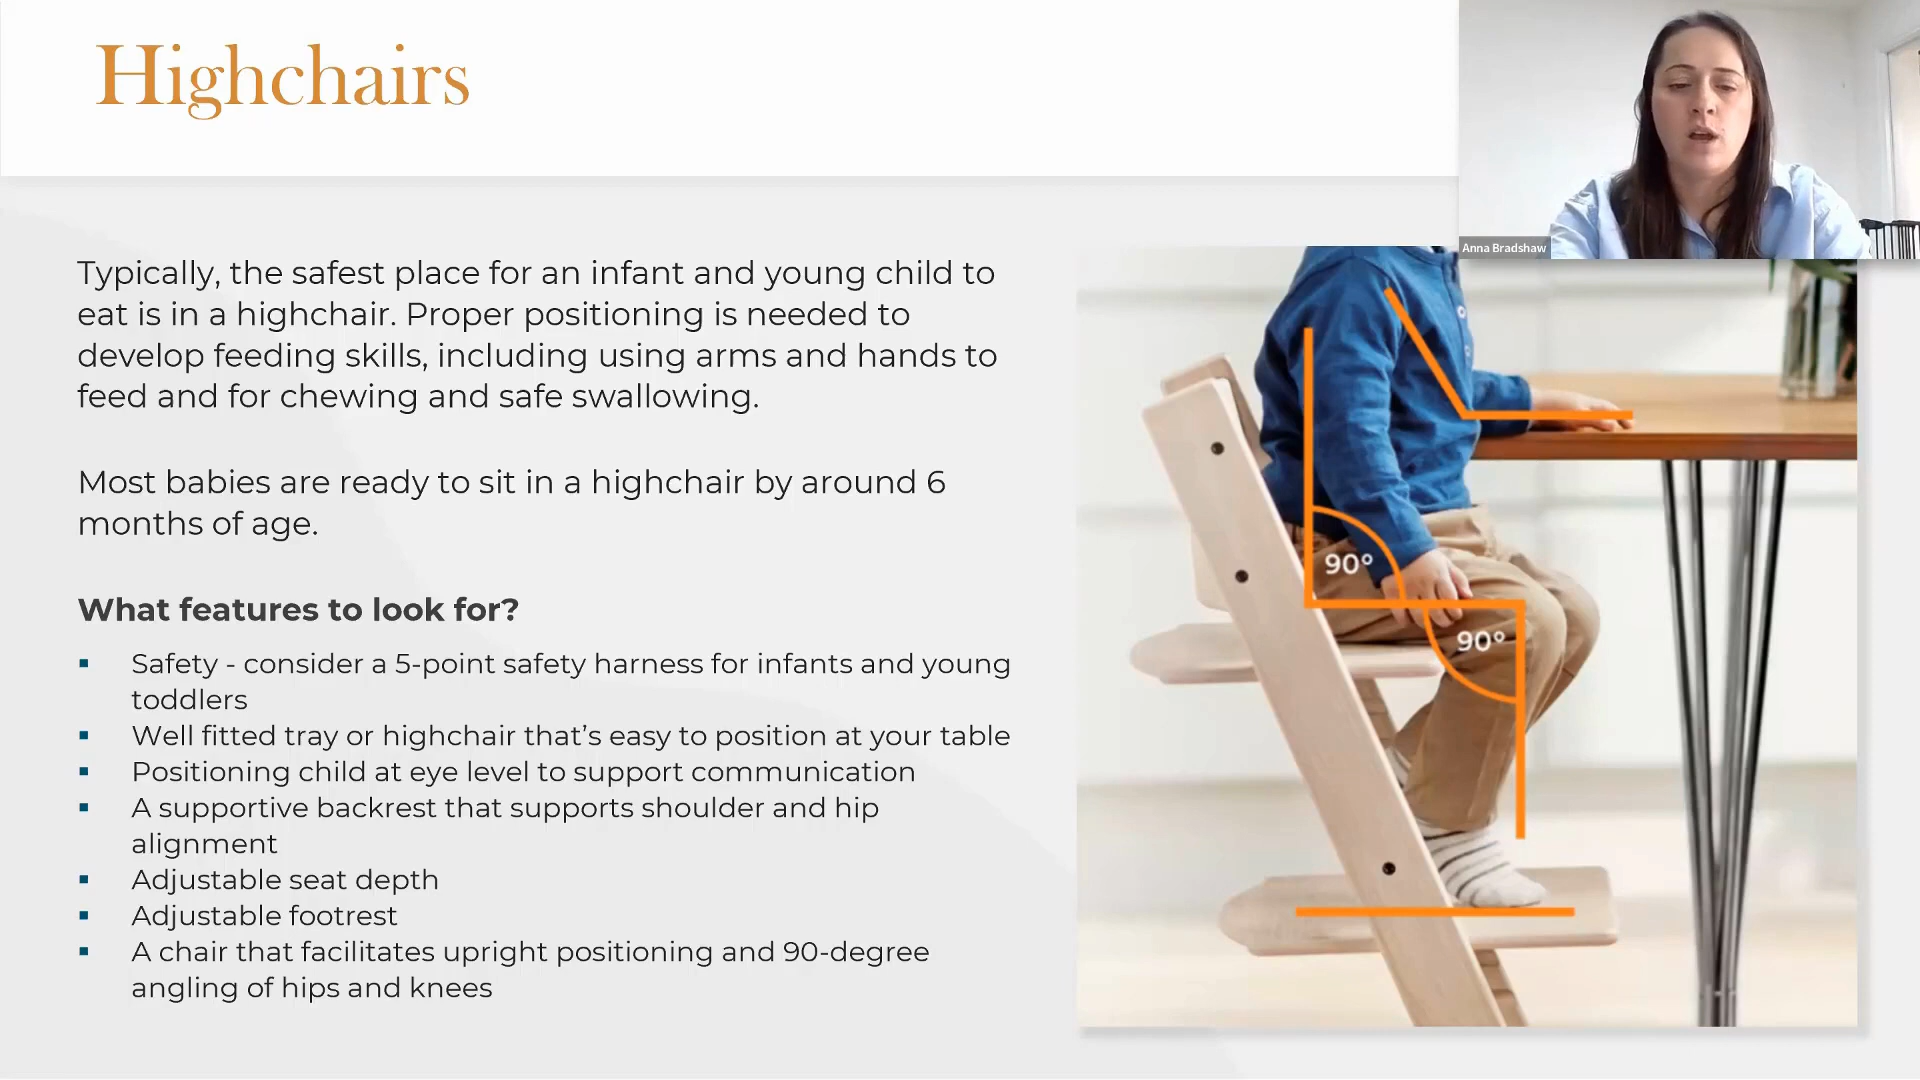 Highchairs
Anna Bradshaw
Typically, the safest place for an infant and young child to
eat is in a highchair. Proper positioning is needed to
develop feeding skills, including using arms and hands to
feed and for chewing and safe swallowing.
Most babies are ready to sit in a highchair by around 6
months of age.
What features to look for?
▪ Safety - consider a 5-point safety harness for infants and young
toddlers
▪ Well fitted tray or highchair that’s easy to position at your table
▪ Positioning child at eye level to support communication
▪ A supportive backrest that supports shoulder and hip
alignment
▪ Adjustable seat depth
▪ Adjustable footrest
▪ A chair that facilitates upright positioning and 90-degree
angling of hips and knees
90°
90°